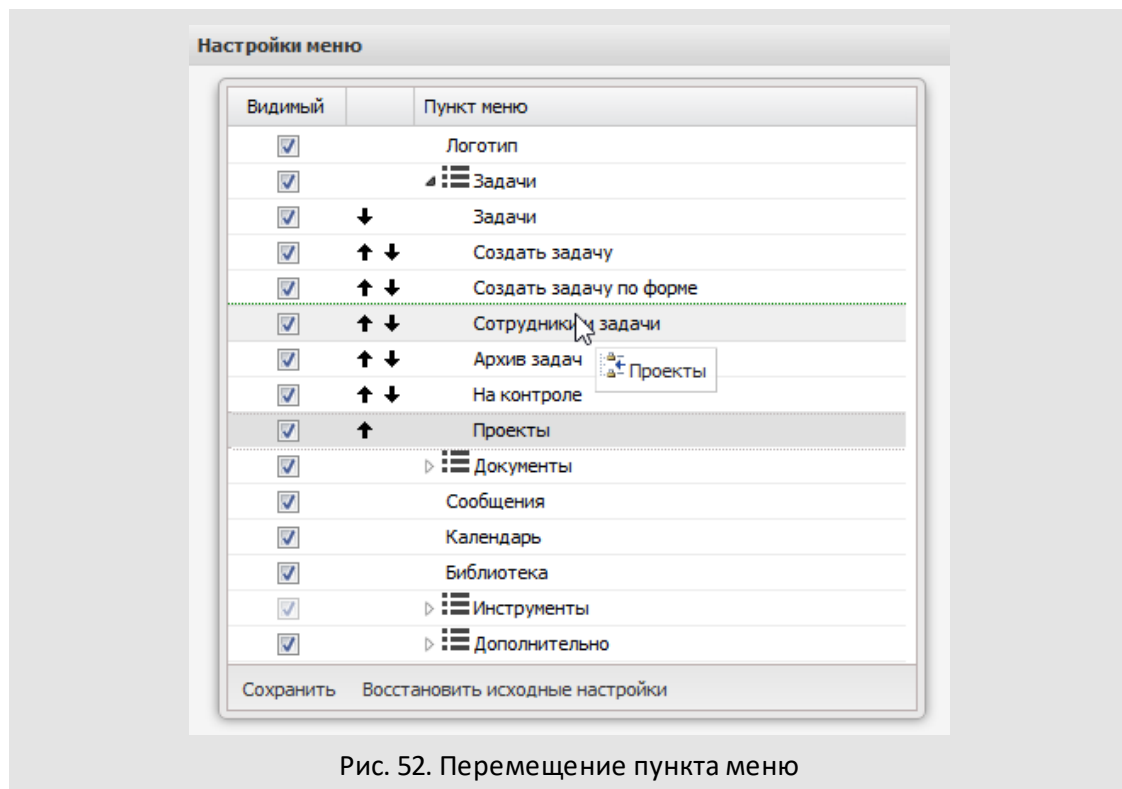 Настройки меню
Видимый Пункт меню
Логотип
Задачи
Задачи
Создать задачу
Создать задачу по форме
Сотрудники и задачи
Архив задач
Проекты
На контроле
Проекты
Документы
Сообщения
Календарь
Библиотека
Инструменты
Дополнительно
Сохранить Восстановить исходные настройки
Рис. 52. Перемещение пункта меню